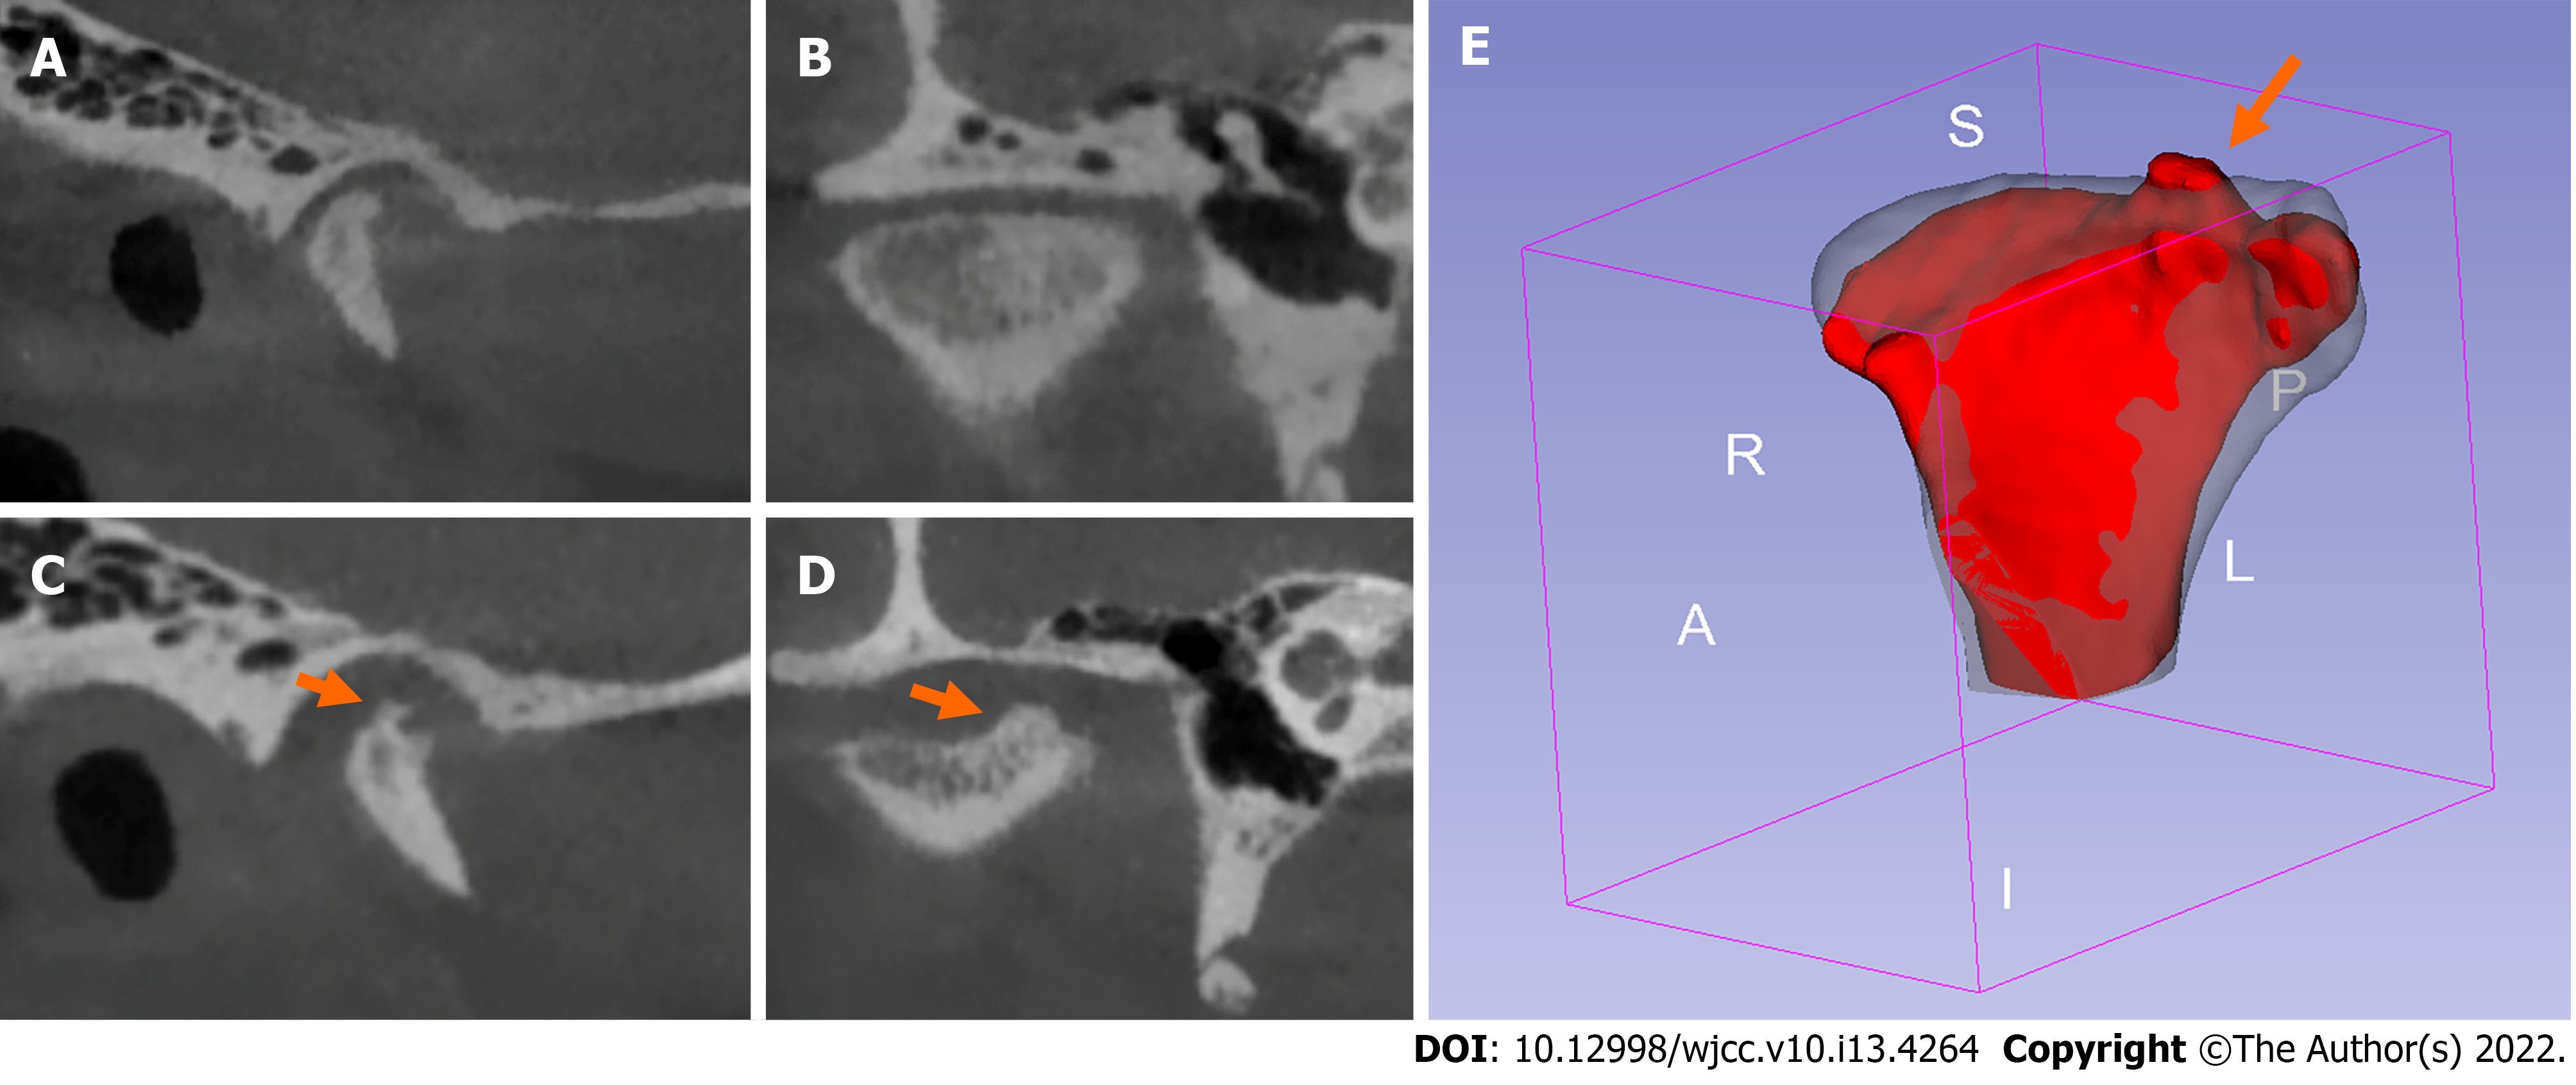 A
B
C
D
E
S
R
P
L
A
I
DOI: 10.12998/wjcc.v10.i13.4264 Copyright ©The Author(s) 2022.